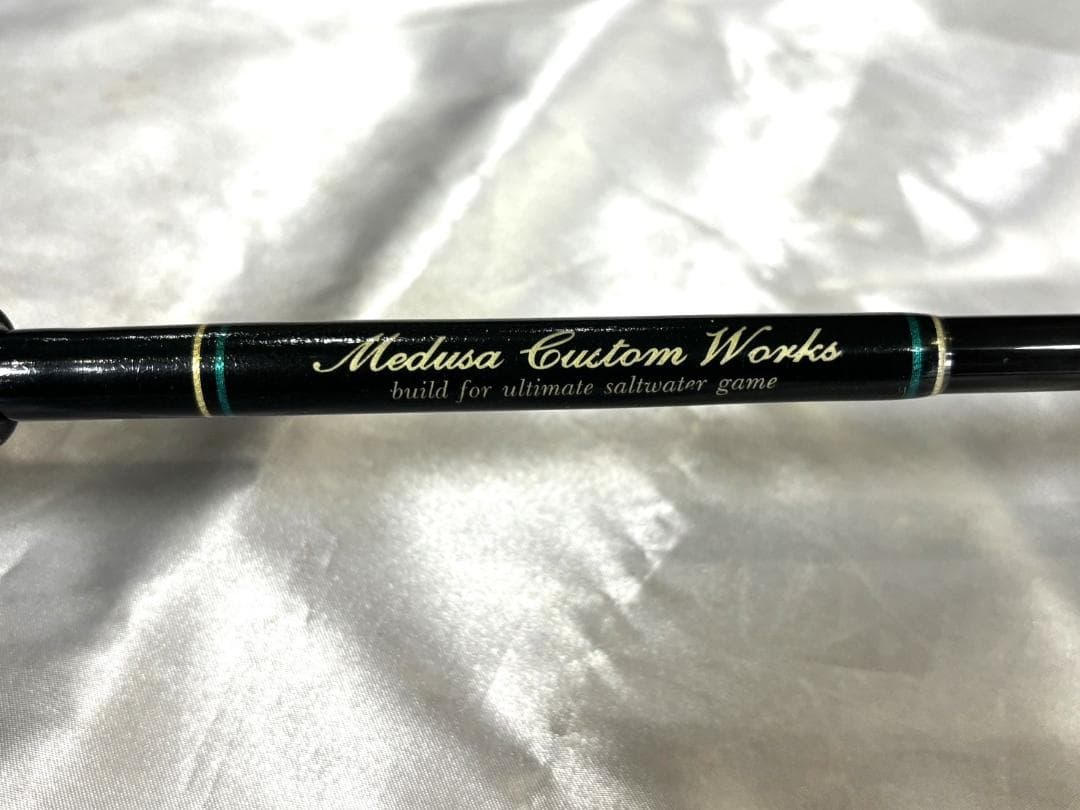 Medusa Custom Works
build for ultimate saltwater game